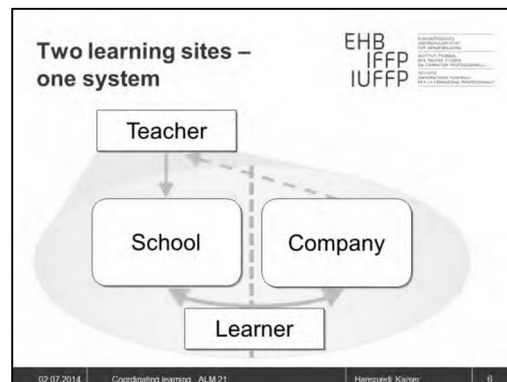 Two learning sites –
one system
EHB
IFFP
IUFFP
Teacher
School
Company
Learner
02.07.2014
Coordinating learning ALM 21
Hansruedi Kaiser
6